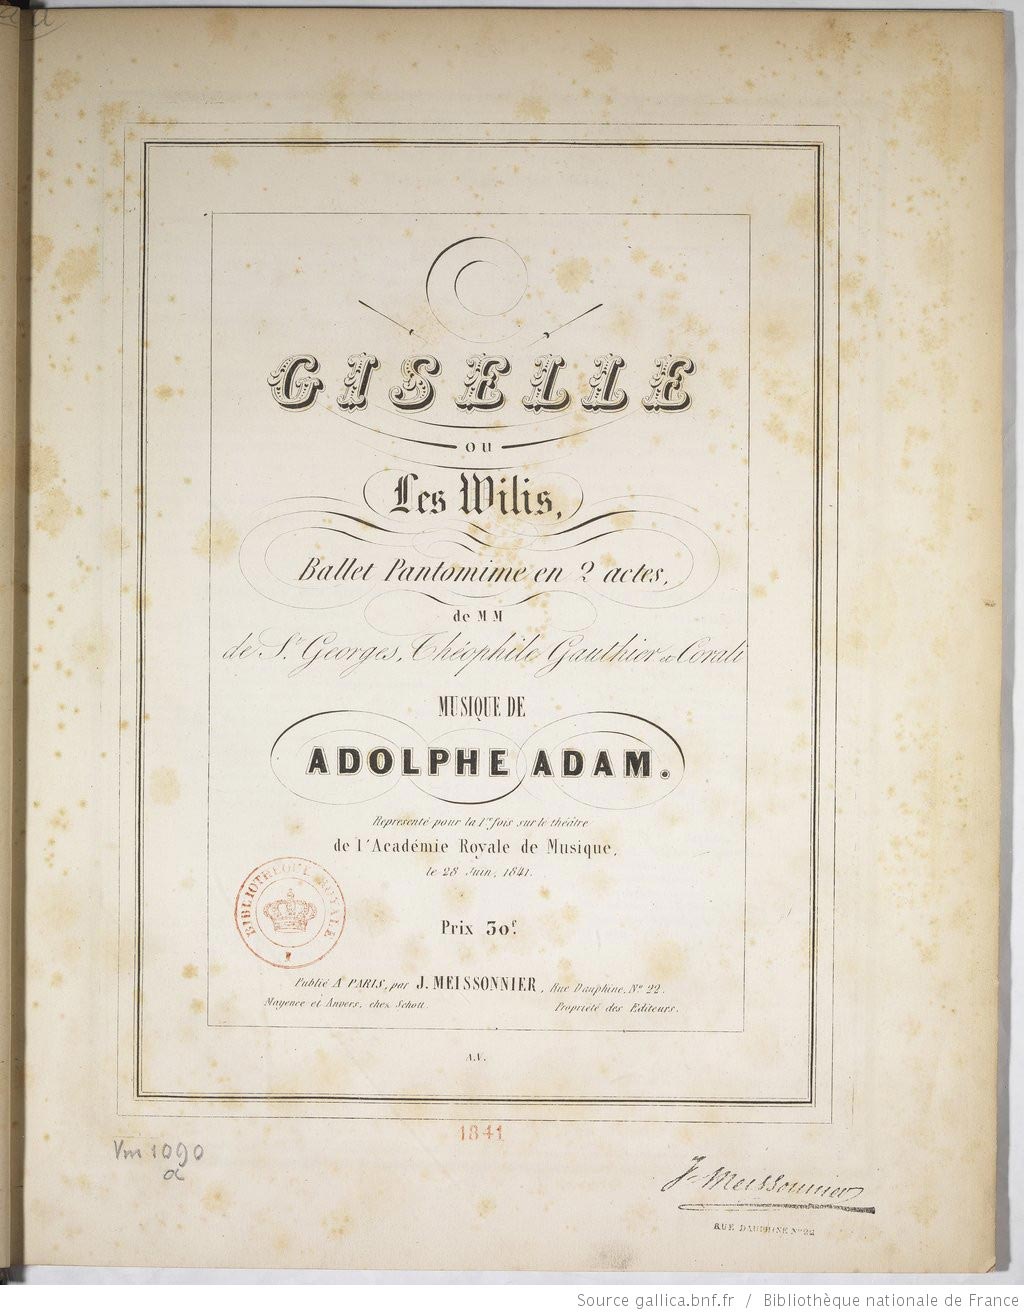 GISELLE
ou
Les Wilis,
Ballet Pantomime en 2 actes,
de MM
de St. Georges, Théophile Gauthier et Corali
MUSIQUE DE
ADOLPHE ADAM.
Représenté pour la 1re fois sur le théâtre
de l'Académie Royale de Musique,
le 28 Juin, 1841.
BIBLIOTHEQUE ROYALE
Prix 30f.
Publié A PARIS, par J. MEISSONNIER, Rue Dauphine, No 22.
Mayence et Anvers, chez Schott. Propriété des Editeurs.
A.V.
1841
Vm 1090
a
J. Meissonnier
RUE DAUPHINE No 22
Source gallica.bnf.fr / Bibliothèque nationale de France